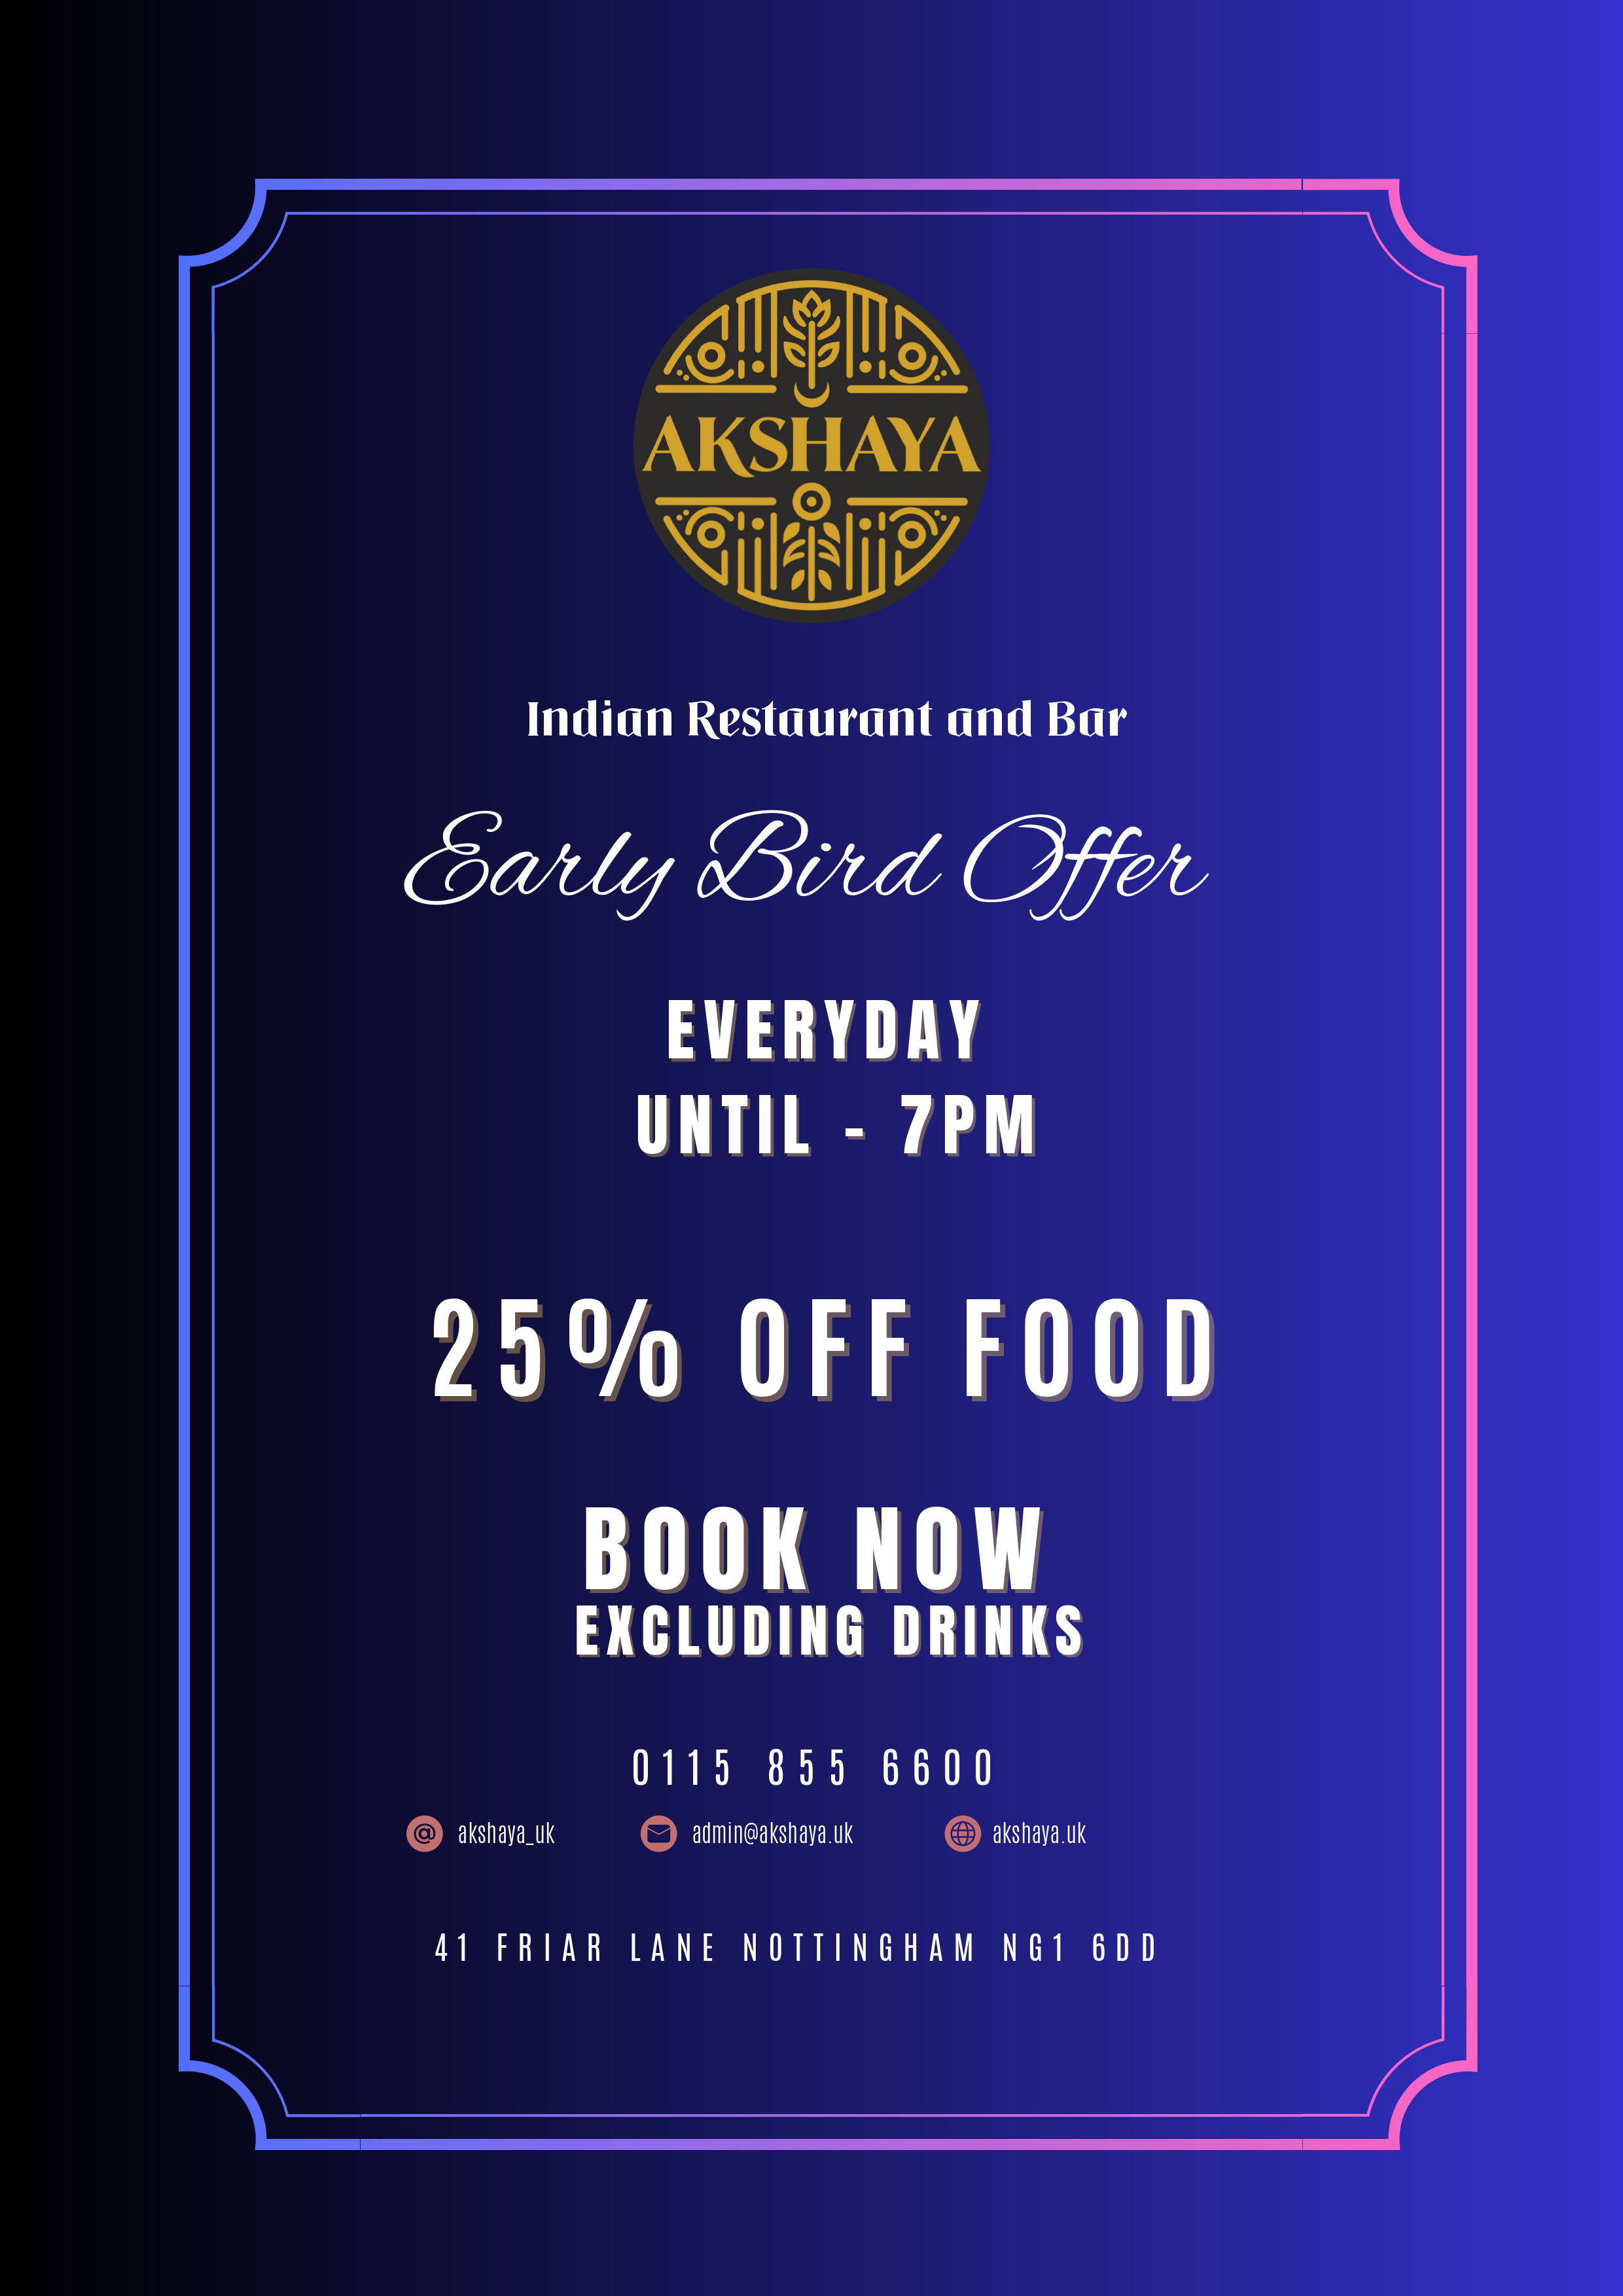 AKSHAYA
Indian Restaurant and Bar
Early Bird Offer
EVERYDAY
UNTIL - 7PM
25% OFF FOOD
BOOK NOW
EXCLUDING DRINKS
0115 855 6600
akshaya_uk admin@akshaya.uk akshaya.uk
41 FRIAR LANE NOTTINGHAM NG1 6DD